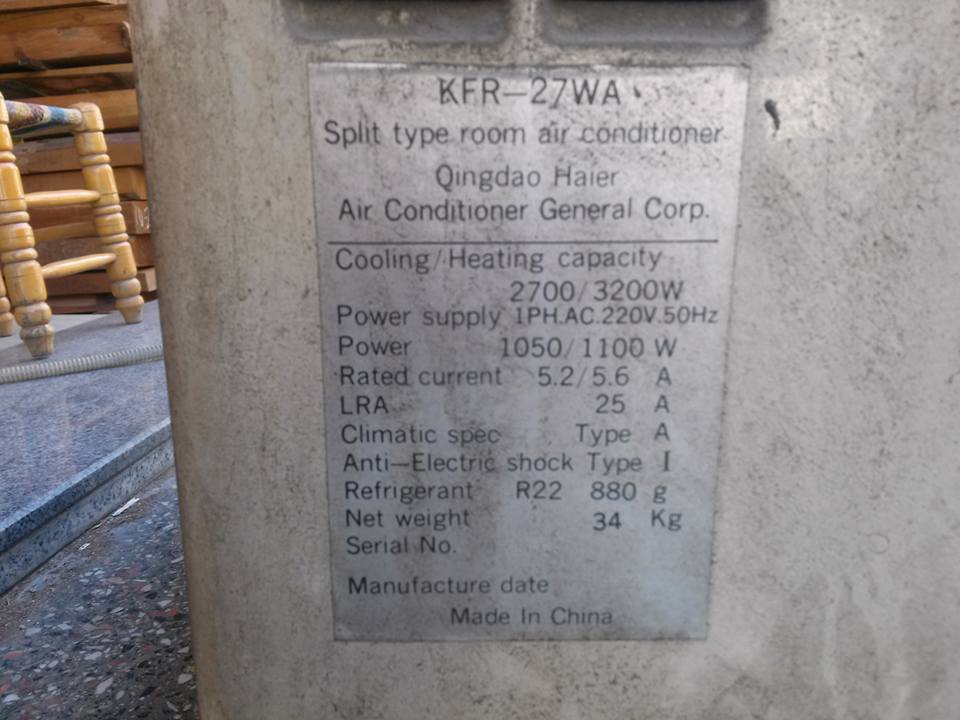 KFR-27WA
Split type room air conditioner
Qingdao Haier
Air Conditioner General Corp.
Cooling/Heating capacity
2700/3200W
Power supply 1PH.AC.220V.50Hz
Power 1050/1100 W
Rated current 5.2/5.6 A
LRA 25 A
Climatic spec Type A
Anti-Electric shock Type I
Refrigerant R22 880 g
Net weight 34 Kg
Serial No.
Manufacture date
Made In China